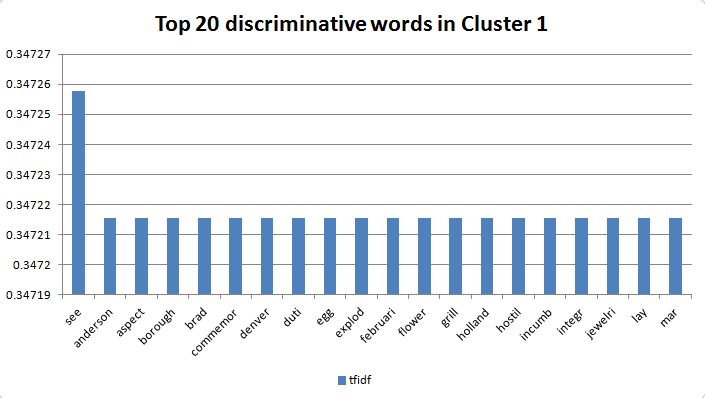 Top 20 discriminative words in Cluster 1
0.34727
0.34726
0.34725
0.34724
0.34723
0.34722
0.34721
0.3472
0.34719
see
anderson
aspect
borough
brad
commemor
denver
duti
egg
explod
februari
flower
grill
holland
hostil
incumb
integr
jewelri
lay
mar
tfidf